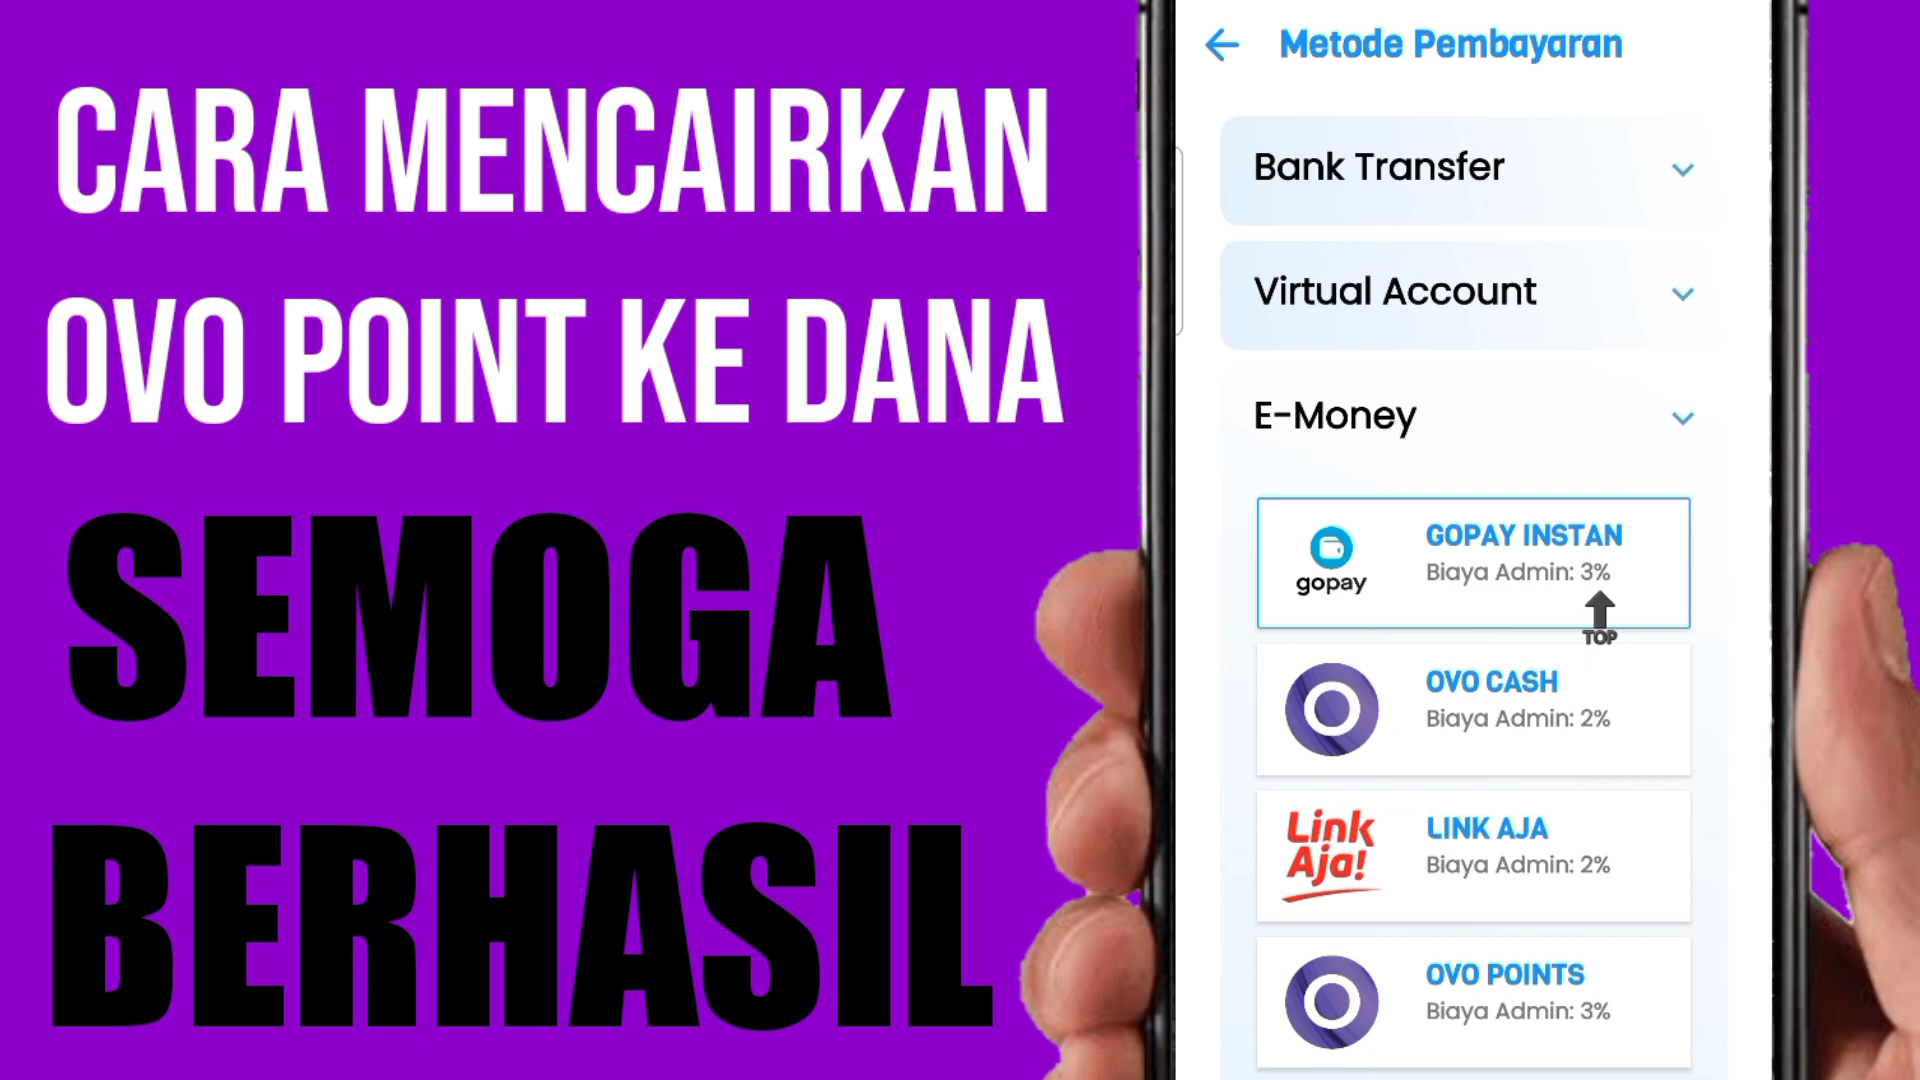 CARA MENCAIRKAN
OVO POINT KE DANA
SEMOGA
BERHASIL
Metode Pembayaran
Bank Transfer
Virtual Account
E-Money
gopay
GOPAY INSTAN
Biaya Admin: 3%
TOP
OVO CASH
Biaya Admin: 2%
Link
Aja!
LINK AJA
Biaya Admin: 2%
OVO POINTS
Biaya Admin: 3%